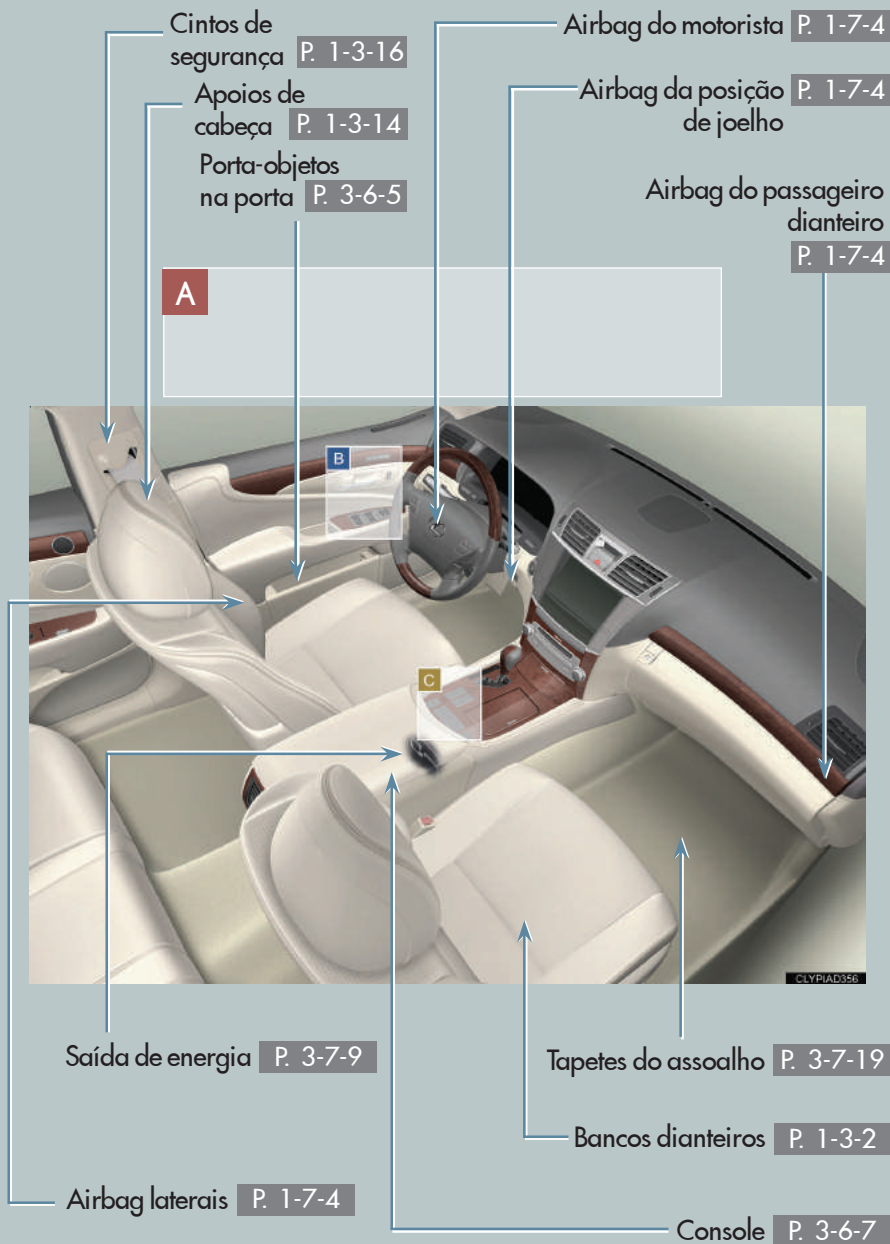 Cintos de
segurança P. 1-3-16
Apoios de
cabeça P. 1-3-14
Porta-objetos
na porta P. 3-6-5
Airbag do motorista P. 1-7-4
Airbag da posição P. 1-7-4
de joelho
Airbag do passageiro
dianteiro
P. 1-7-4
A
B
C
CLYPIAD356
Saída de energia P. 3-7-9
Tapetes do assoalho P. 3-7-19
Bancos dianteiros P. 1-3-2
Airbag laterais P. 1-7-4
Console P. 3-6-7